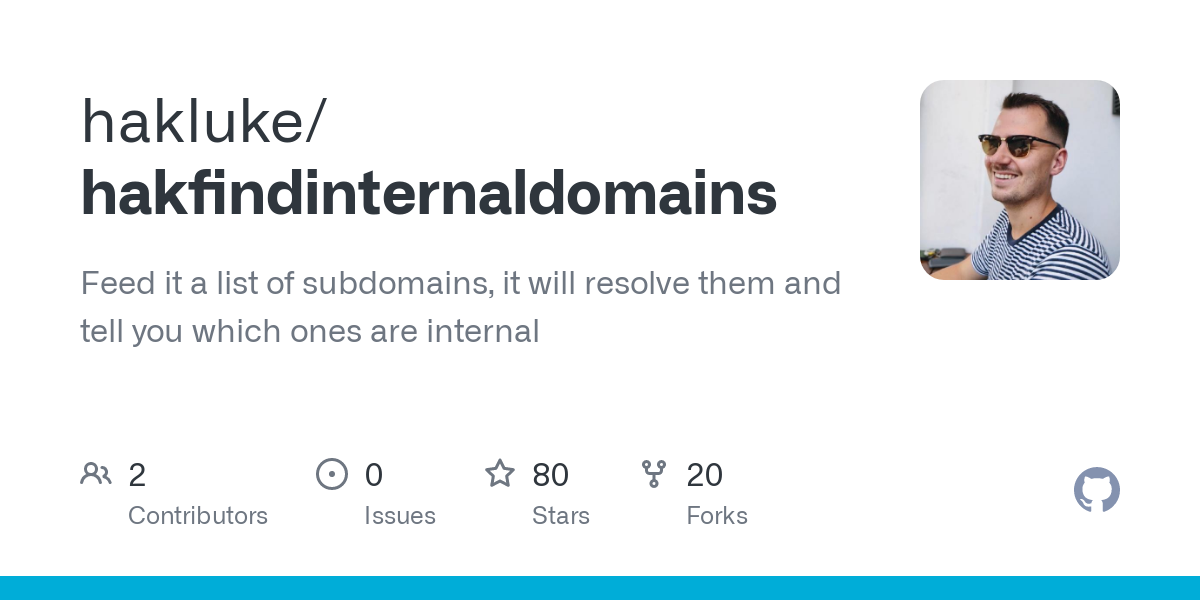 hakluke/
hakfindinternaldomains
Feed it a list of subdomains, it will resolve them and
tell you which ones are internal
2
Contributors
0
Issues
80
Stars
20
Forks